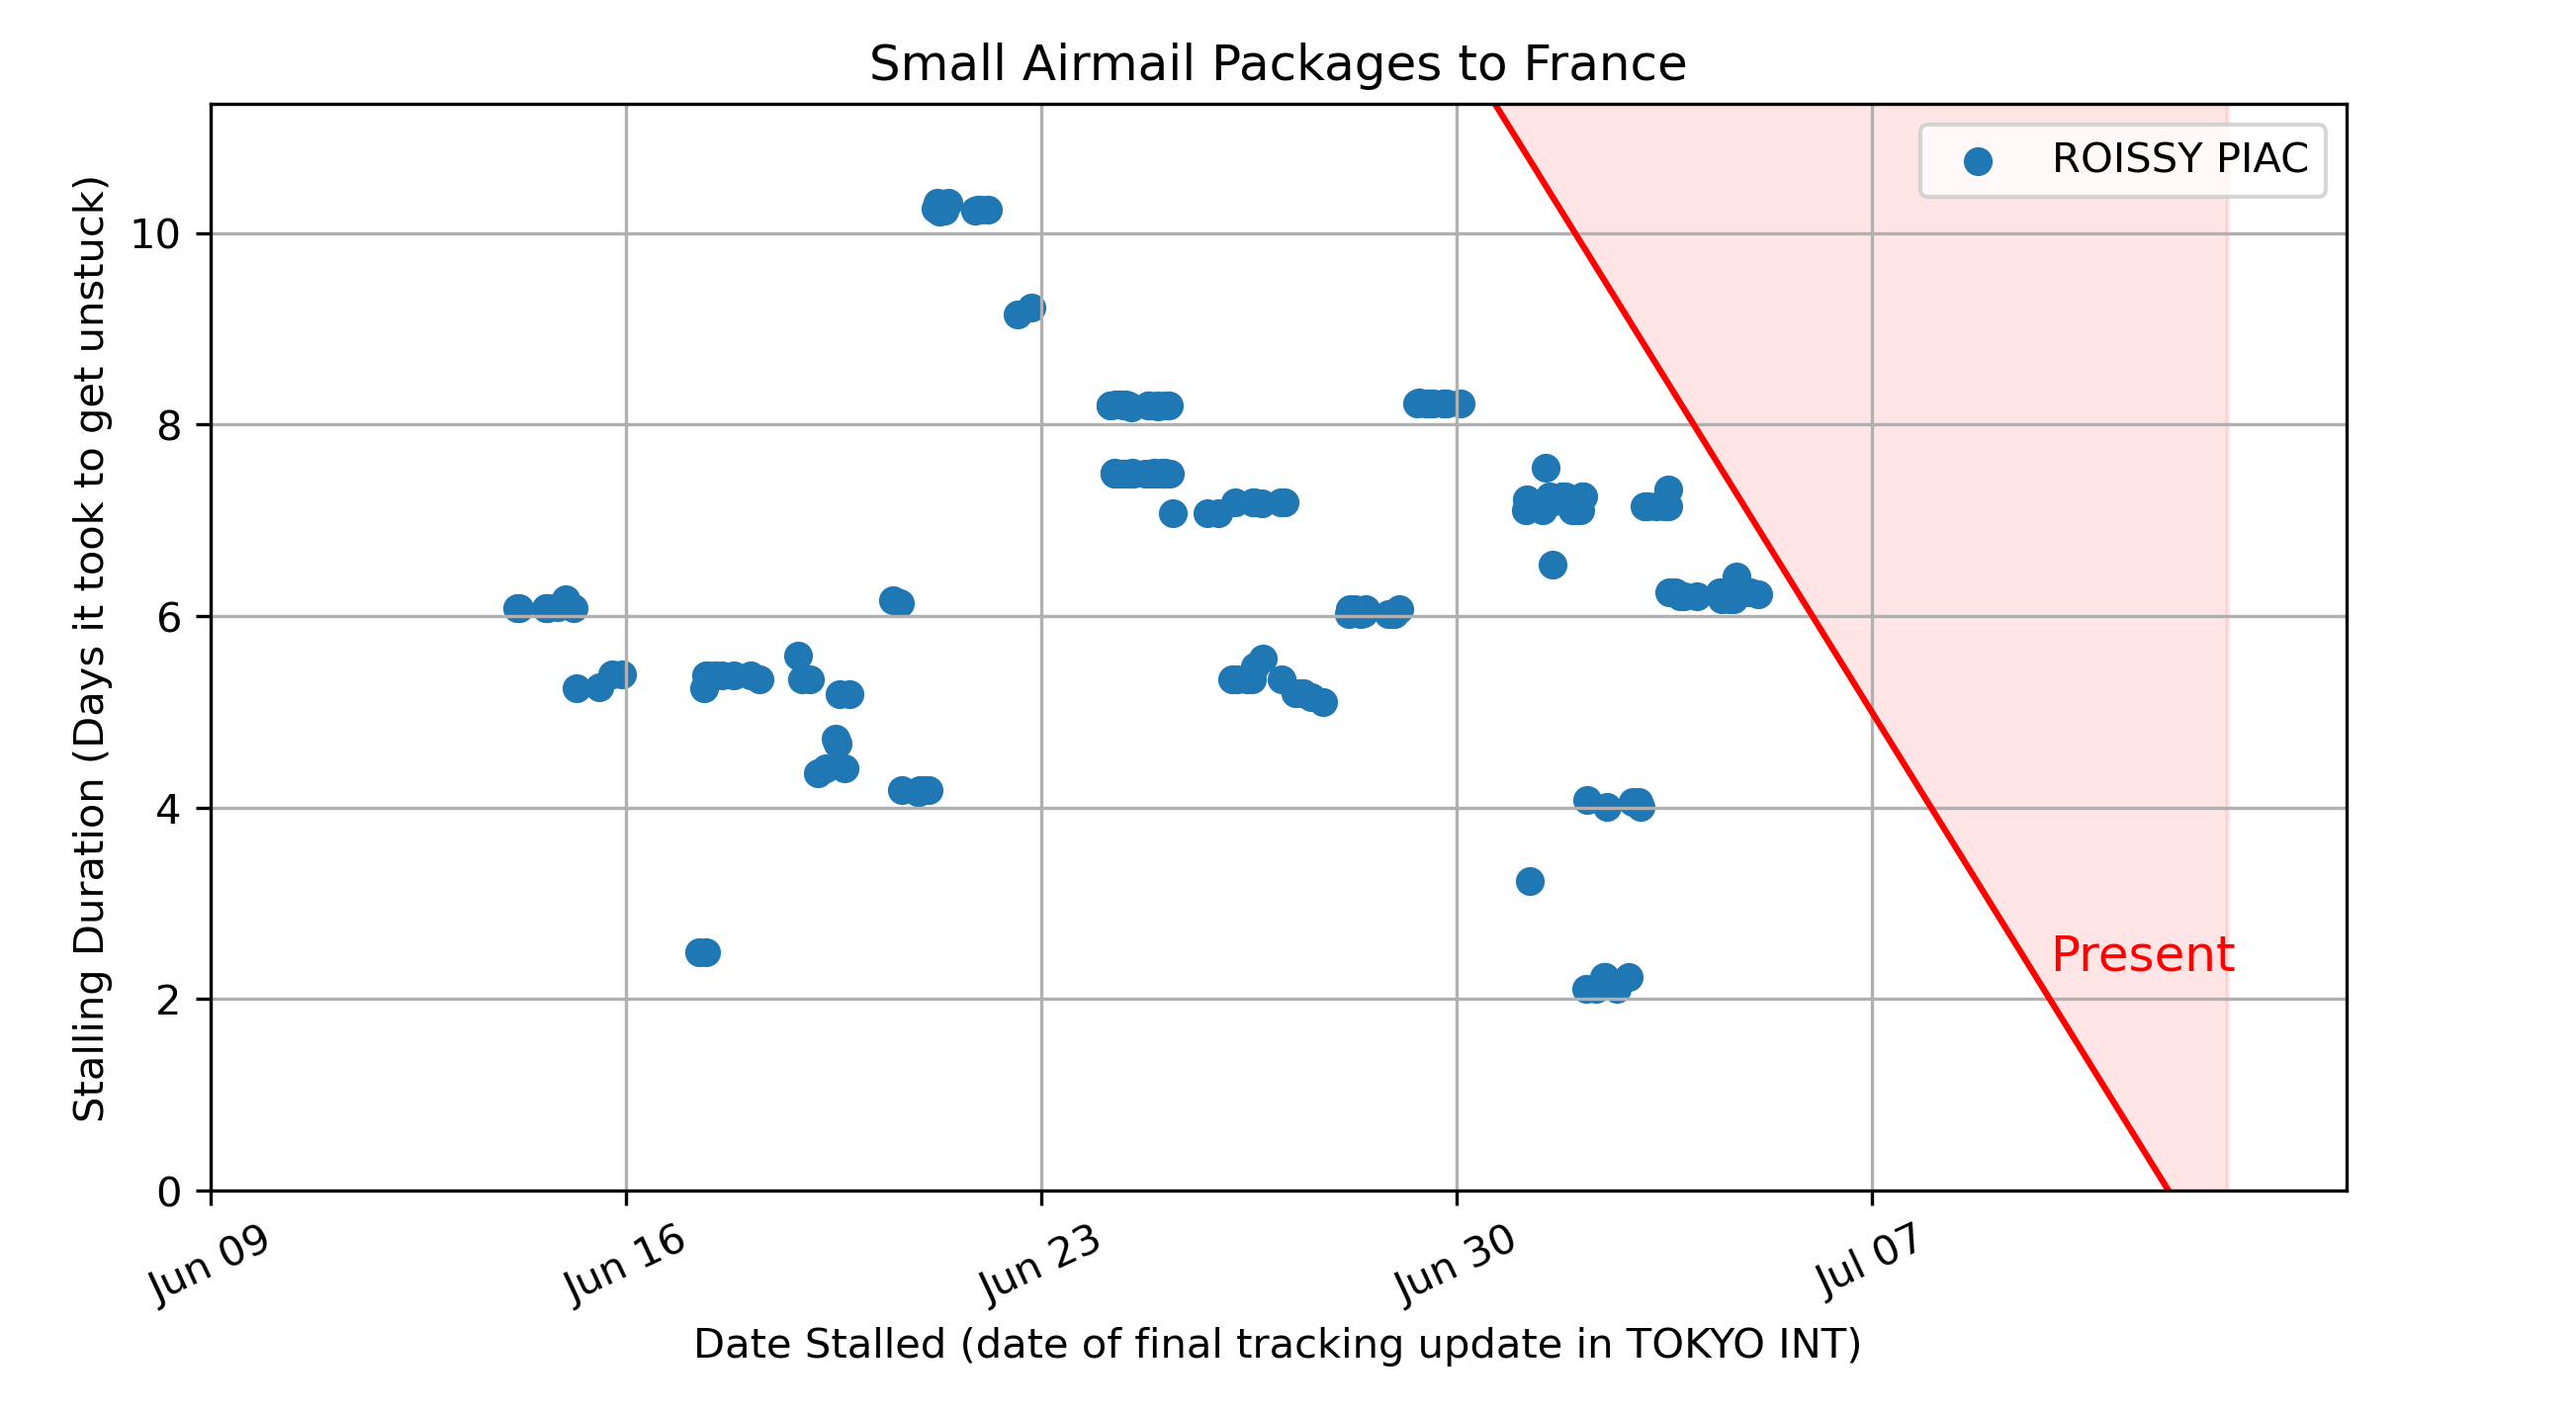 Small Airmail Packages to France
ROISSY PIAC
Stalling Duration (Days it took to get unstuck)
10
8
6
4
2
0
Present
Jun 09
Jun 16
Jun 23
Jun 30
Jul 07
Date Stalled (date of final tracking update in TOKYO INT)